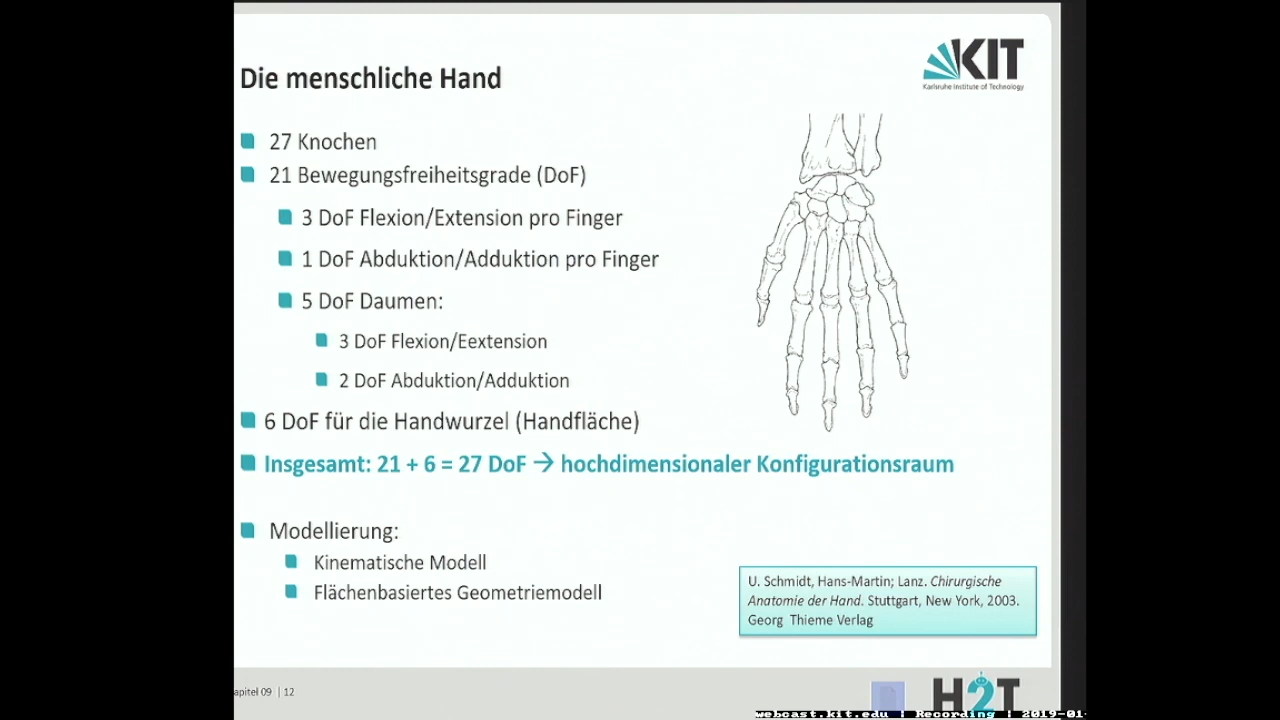 Die menschliche Hand
KIT
Karlsruhe Institute of Technology
27 Knochen
21 Bewegungsfreiheitsgrade (DoF)
3 DoF Flexion/Extension pro Finger
1 DoF Abduktion/Adduktion pro Finger
5 DoF Daumen:
3 DoF Flexion/Eextension
2 DoF Abduktion/Adduktion
6 DoF für die Handwurzel (Handfläche)
Insgesamt: 21 + 6 = 27 DoF → hochdimensionaler Konfigurationsraum
Modellierung:
Kinematische Modell
Flächenbasiertes Geometriemodell
U. Schmidt, Hans-Martin; Lanz. Chirurgische
Anatomie der Hand. Stuttgart, New York, 2003.
Georg Thieme Verlag
apitel 09 | 12
H2T
webcast.kit.edu | Recording | 2019-01-